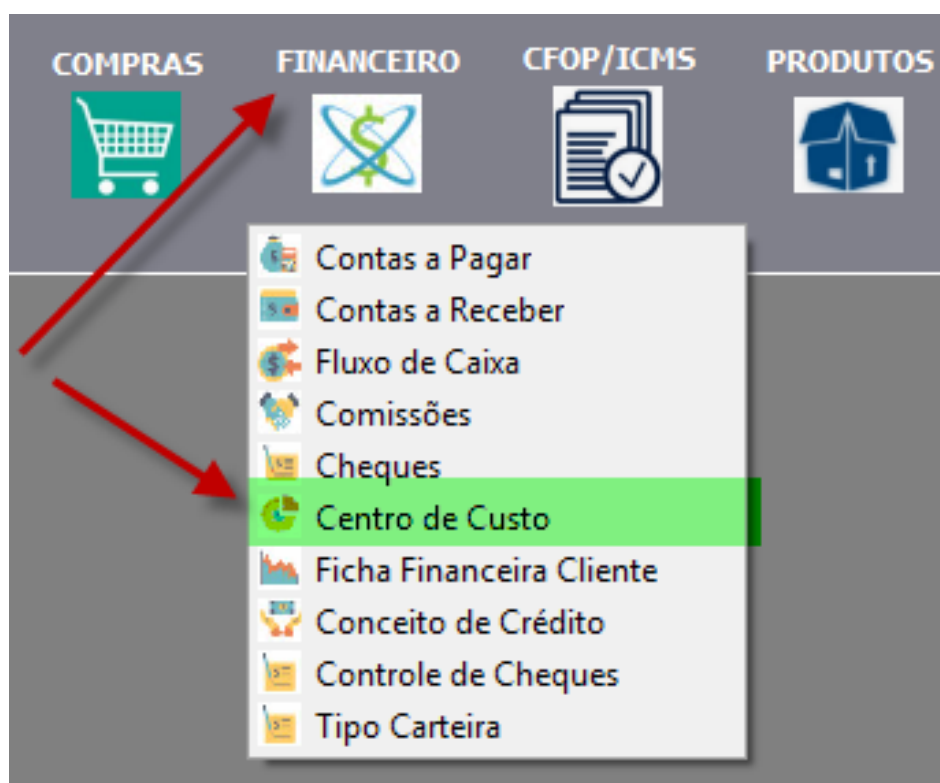 COMPRAS FINANCEIRO CFOP/ICMS PRODUTOS
Contas a Pagar
Contas a Receber
Fluxo de Caixa
Comissões
Cheques
Centro de Custo
Ficha Financeira Cliente
Conceito de Crédito
Controle de Cheques
Tipo Carteira